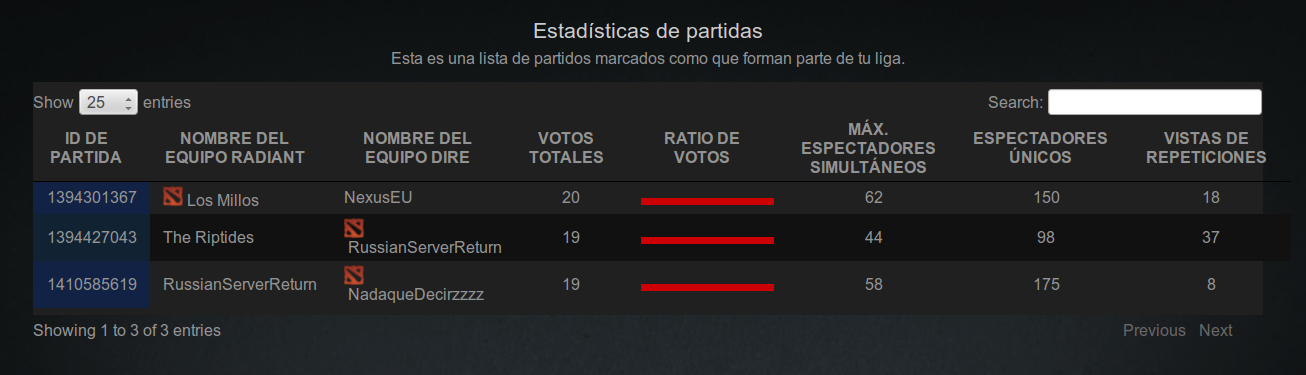 Estadísticas de partidas
Esta es una lista de partidos marcados como que forman parte de tu liga.
Show 25 entries Search:
ID DE PARTIDA NOMBRE DEL EQUIPO RADIANT NOMBRE DEL EQUIPO DIRE VOTOS TOTALES RATIO DE VOTOS MÁX. ESPECTADORES SIMULTÁNEOS ESPECTADORES ÚNICOS VISTAS DE REPETICIONES
1394301367 Los Millos NexusEU 20 62 150 18
1394427043 The Riptides RussianServerReturn 19 44 98 37
1410585619 RussianServerReturn NadaqueDecirzzzz 19 58 175 8
Showing 1 to 3 of 3 entries Previous Next